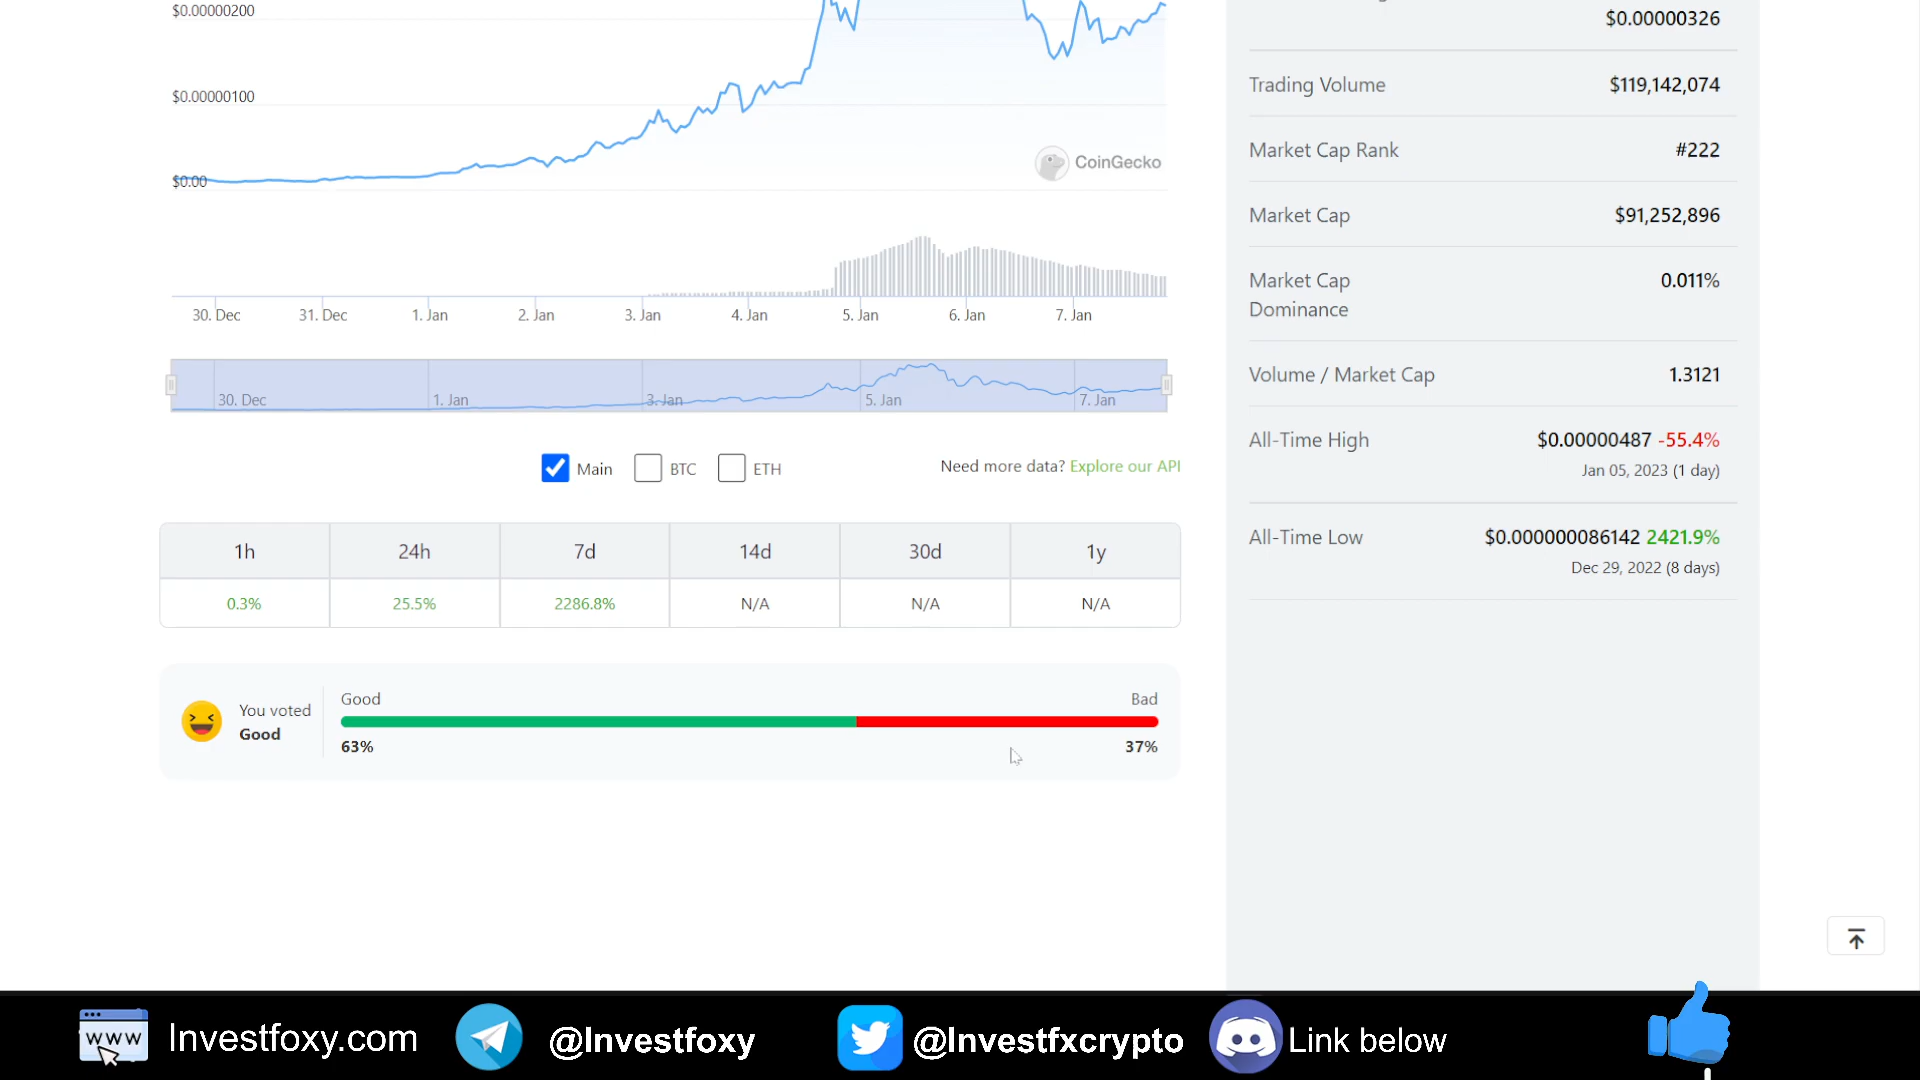 $0.00000200
$0.00000100
$0.00
CoinGecko
30. Dec 31. Dec 1. Jan 2. Jan 3. Jan 4. Jan 5. Jan 6. Jan 7. Jan
30. Dec 1. Jan 3. Jan 5. Jan 7. Jan
Main BTC ETH Need more data? Explore our API
1h 24h 7d 14d 30d 1y
0.3% 25.5% 2286.8% N/A N/A N/A
You voted
Good
Good Bad
63% 37%
$0.00000326
Trading Volume $119,142,074
Market Cap Rank #222
Market Cap $91,252,896
Market Cap 0.011%
Dominance
Volume / Market Cap 1.3121
All-Time High $0.00000487 -55.4%
Jan 05, 2023 (1 day)
All-Time Low $0.000000086142 2421.9%
Dec 29, 2022 (8 days)
WWW Investfoxy.com @Investfoxy @Investfxcrypto Link below